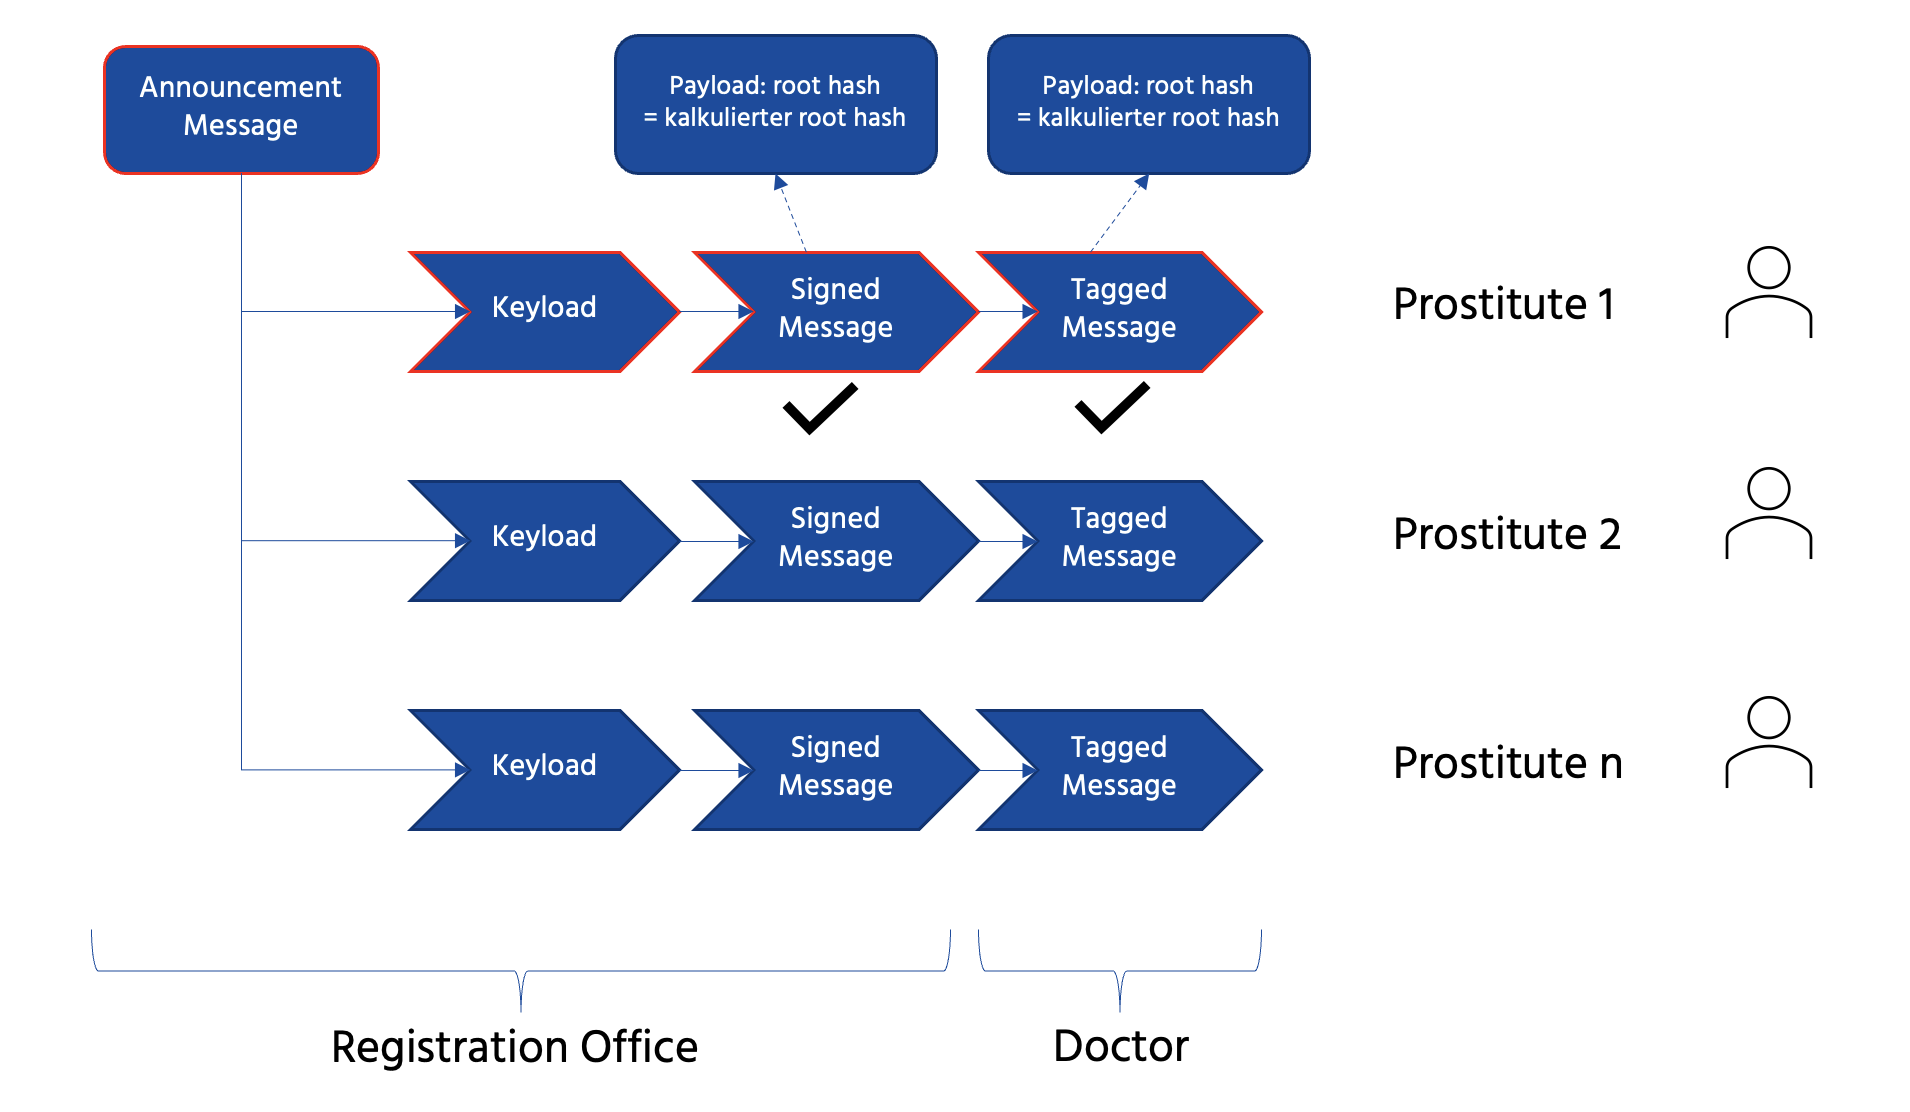 Announcement
Message
Payload: root hash
= kalkulierter root hash
Payload: root hash
= kalkulierter root hash
Keyload
Signed
Message
Tagged
Message
Prostitute 1
Keyload
Signed
Message
Tagged
Message
Prostitute 2
Keyload
Signed
Message
Tagged
Message
Prostitute n
Registration Office
Doctor